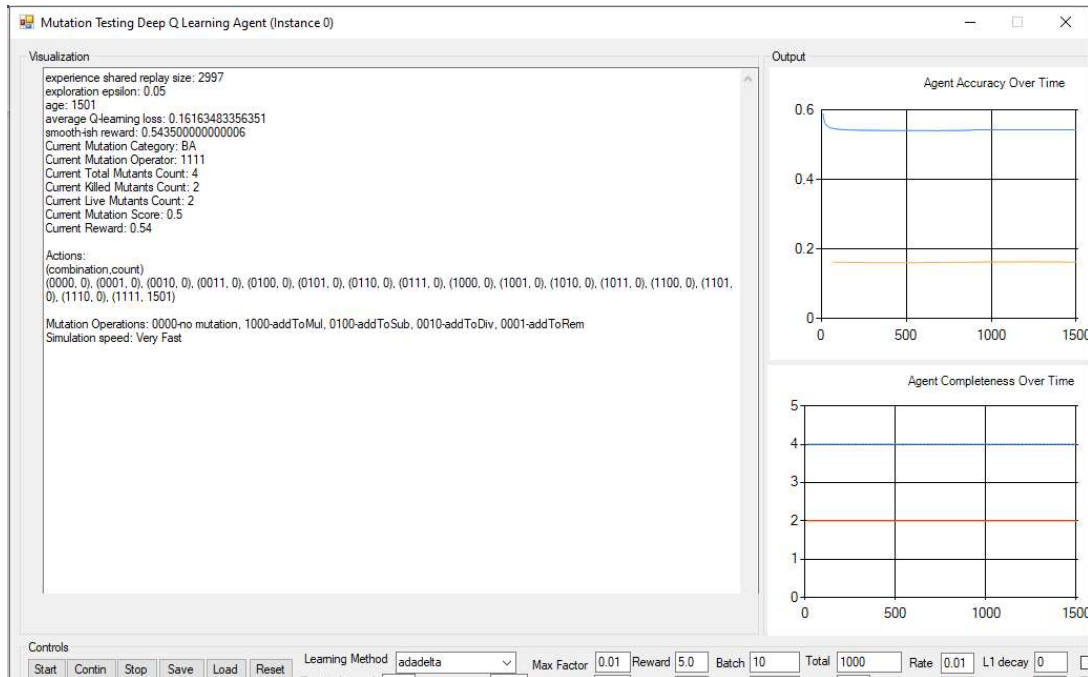 Mutation Testing Deep Q Learning Agent (Instance 0)
Visualization
experience shared replay size: 2997
exploration epsilon: 0.05
age: 1501
average Q-learning loss: 0.16163483356351
smooth-ish reward: 0.543500000000006
Current Mutation Category: BA
Current Mutation Operator: 1111
Current Total Mutants Count: 4
Current Killed Mutants Count: 2
Current Live Mutants Count: 2
Current Mutation Score: 0.5
Current Reward: 0.54
Actions:
(combination,count)
(0000, 0), (0001, 0), (0010, 0), (0011, 0), (0100, 0), (0101, 0), (0110, 0), (0111, 0), (1000, 0), (1001, 0), (1010, 0), (1011, 0), (1100, 0), (1101,
0), (1110, 0), (1111, 1501)
Mutation Operations: 0000-no mutation, 1000-addToMul, 0100-addToSub, 0010-addToDiv, 0001-addToRem
Simulation speed: Very Fast
Output
Agent Accuracy Over Time
0.6
0.4
0.2
0
0 500 1000 1500
Agent Completeness Over Time
5
4
3
2
1
0
0 500 1000 1500
Controls
Start Contin Stop Save Load Reset Learning Method adadelta Max Factor 0.01 Reward 5.0 Batch 10 Total 1000 Rate 0.01 L1 decay 0